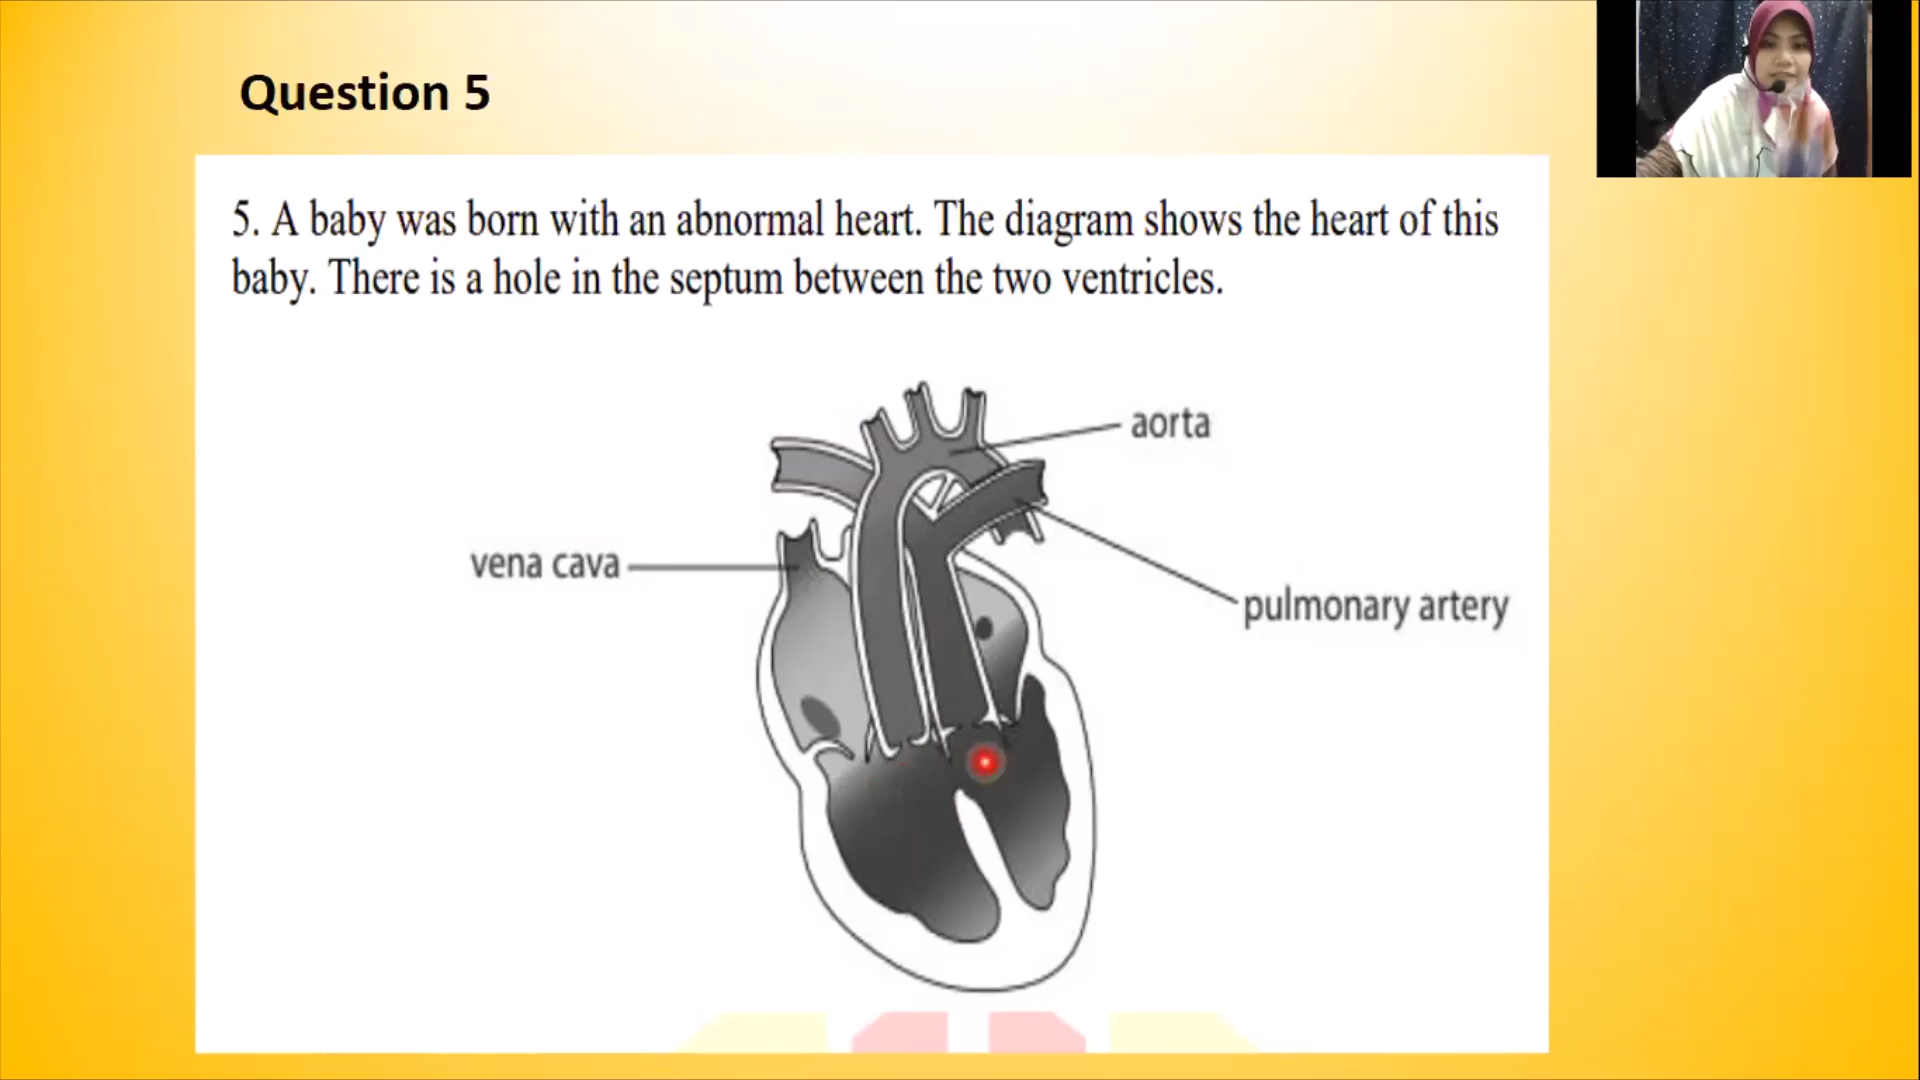 Question 5
5. A baby was born with an abnormal heart. The diagram shows the heart of this
baby. There is a hole in the septum between the two ventricles.
aorta
vena cava
pulmonary artery